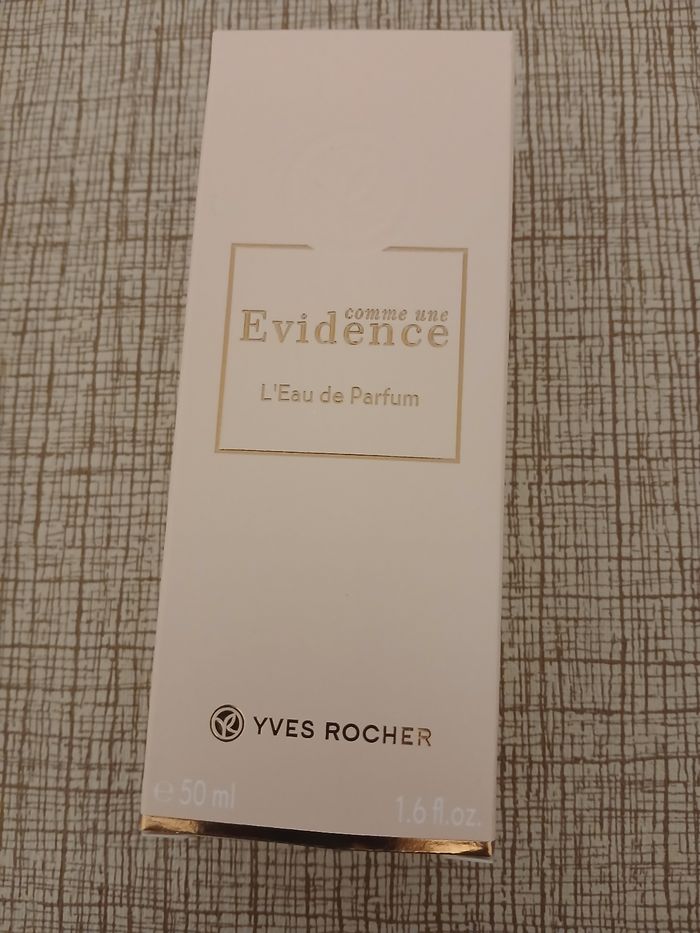 comme une
Evidence
L'Eau de Parfum
YVES ROCHER
℮ 50 ml
1.6 fl.oz.